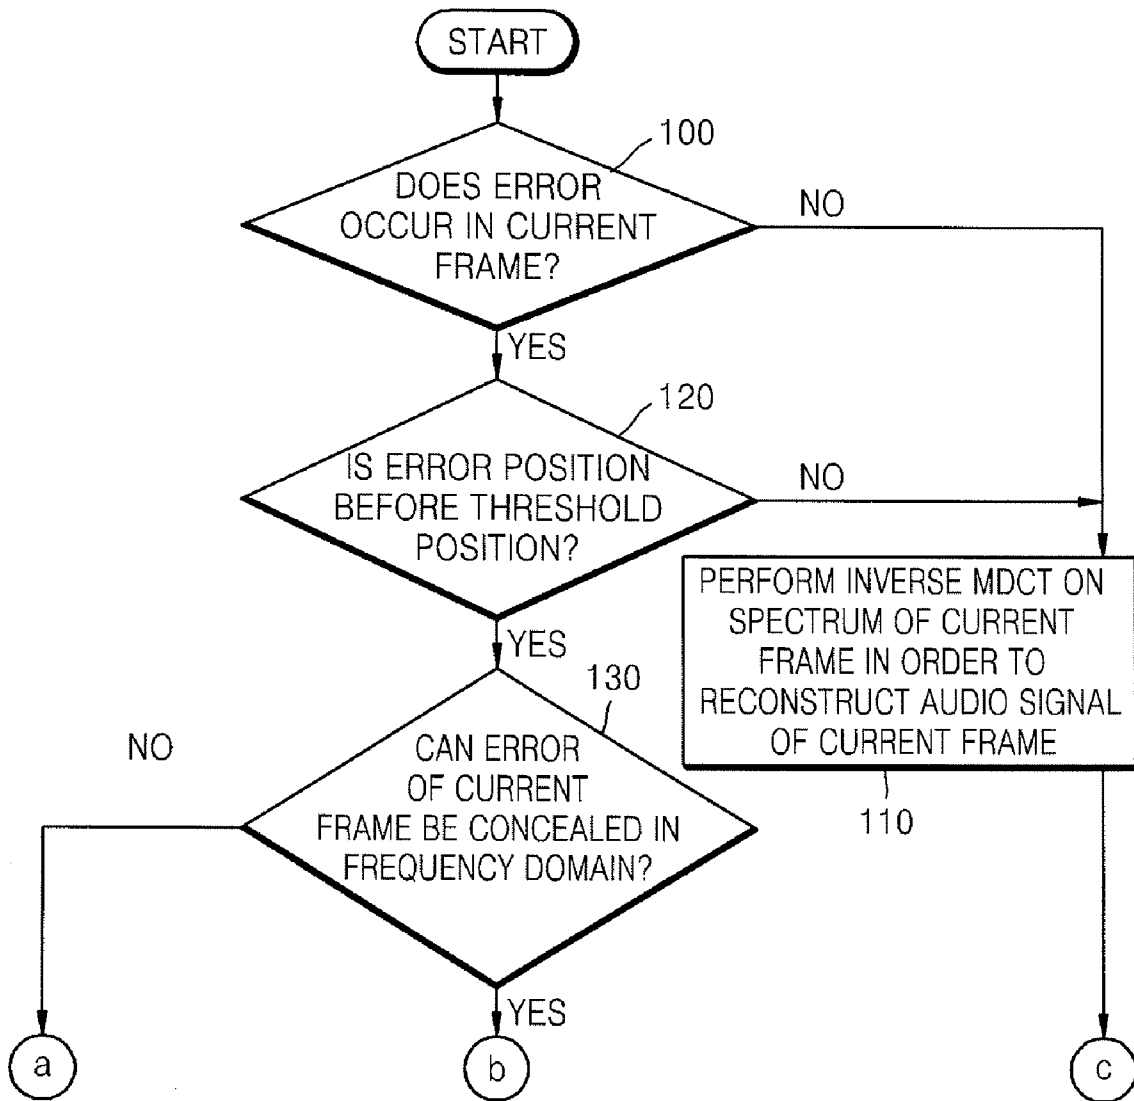 START
100
DOES ERROR
OCCUR IN CURRENT
FRAME?
NO
YES
120
IS ERROR POSITION
BEFORE THRESHOLD
POSITION?
NO
YES
PERFORM INVERSE MDCT ON
SPECTRUM OF CURRENT
FRAME IN ORDER TO
RECONSTRUCT AUDIO SIGNAL
OF CURRENT FRAME
110
130
CAN ERROR
OF CURRENT
FRAME BE CONCEALED IN
FREQUENCY DOMAIN?
NO
YES
a
b
c